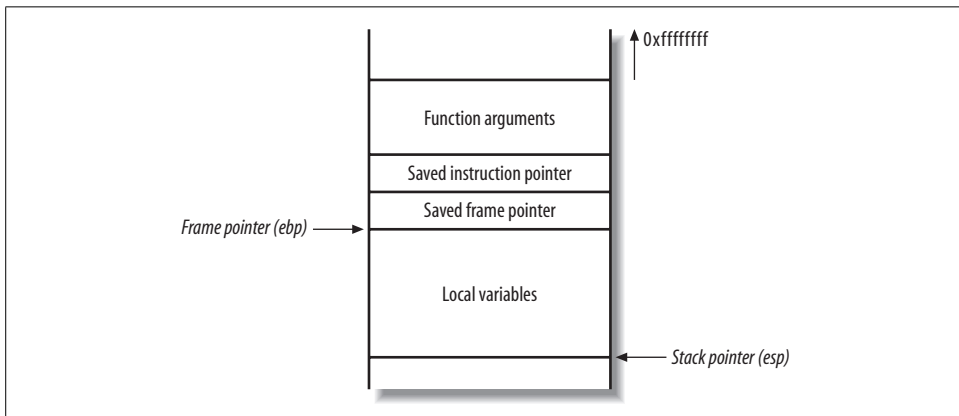 0xffffffff
Function arguments
Saved instruction pointer
Saved frame pointer
Frame pointer (ebp)
Local variables
Stack pointer (esp)